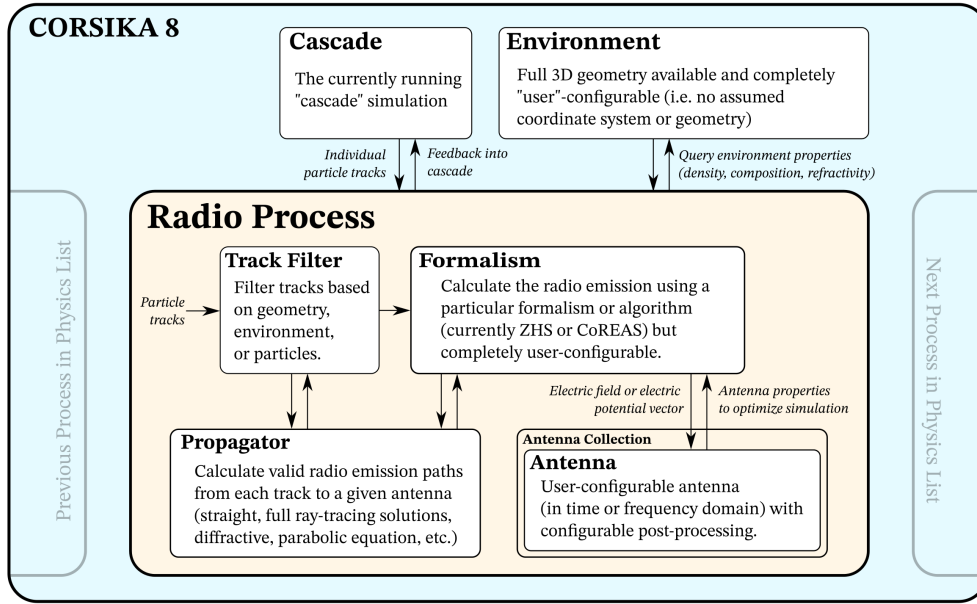 CORSIKA 8
Cascade
The currently running
"cascade" simulation
Environment
Full 3D geometry available and completely
"user"-configurable (i.e. no assumed
coordinate system or geometry)
Individual
particle tracks
Feedback into
cascade
Query environment properties
(density, composition, refractivity)
Previous Process in Physics List
Radio Process
Particle
tracks
Track Filter
Filter tracks based
on geometry,
environment,
or particles.
Formalism
Calculate the radio emission using a
particular formalism or algorithm
(currently ZHS or CoREAS) but
completely user-configurable.
Electric field or electric
potential vector
Antenna properties
to optimize simulation
Propagator
Calculate valid radio emission paths
from each track to a given antenna
(straight, full ray-tracing solutions,
diffractive, parabolic equation, etc.)
Antenna Collection
Antenna
User-configurable antenna
(in time or frequency domain) with
configurable post-processing.
Next Process in Physics List